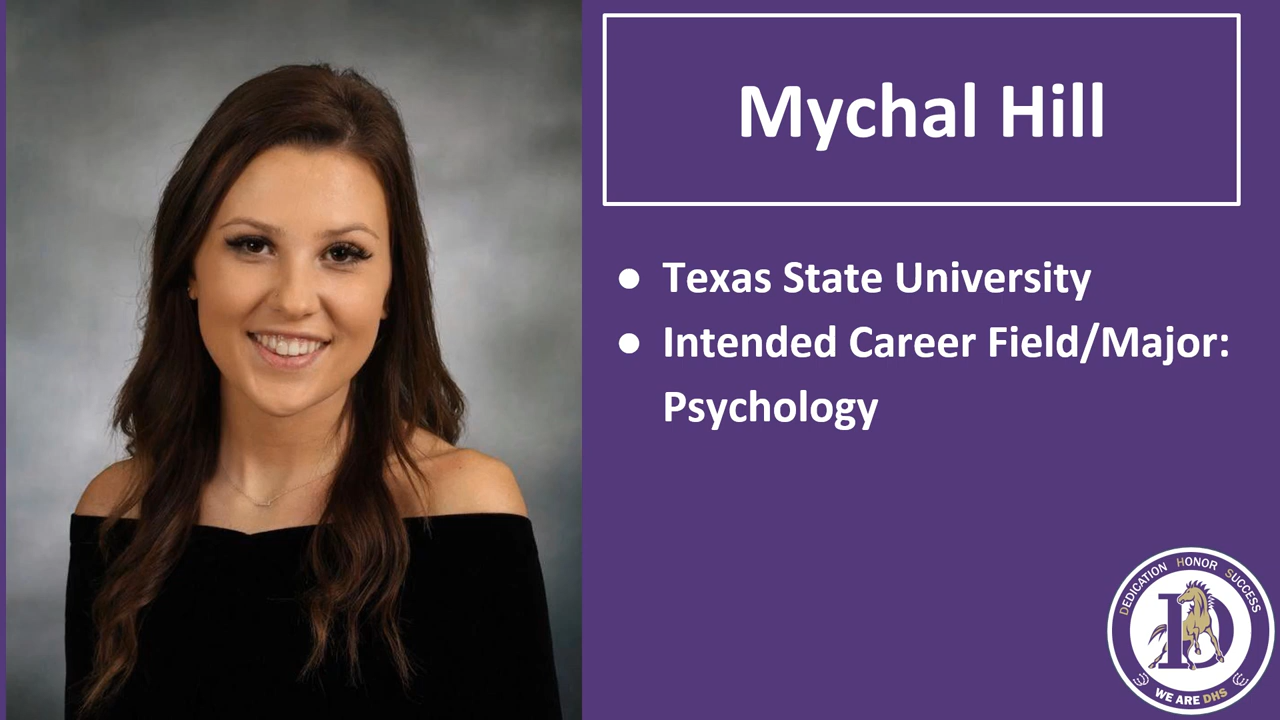 Mychal Hill
● Texas State University
● Intended Career Field/Major:
Psychology
DEDICATION HONOR SUCCESS
D
WE ARE DHS